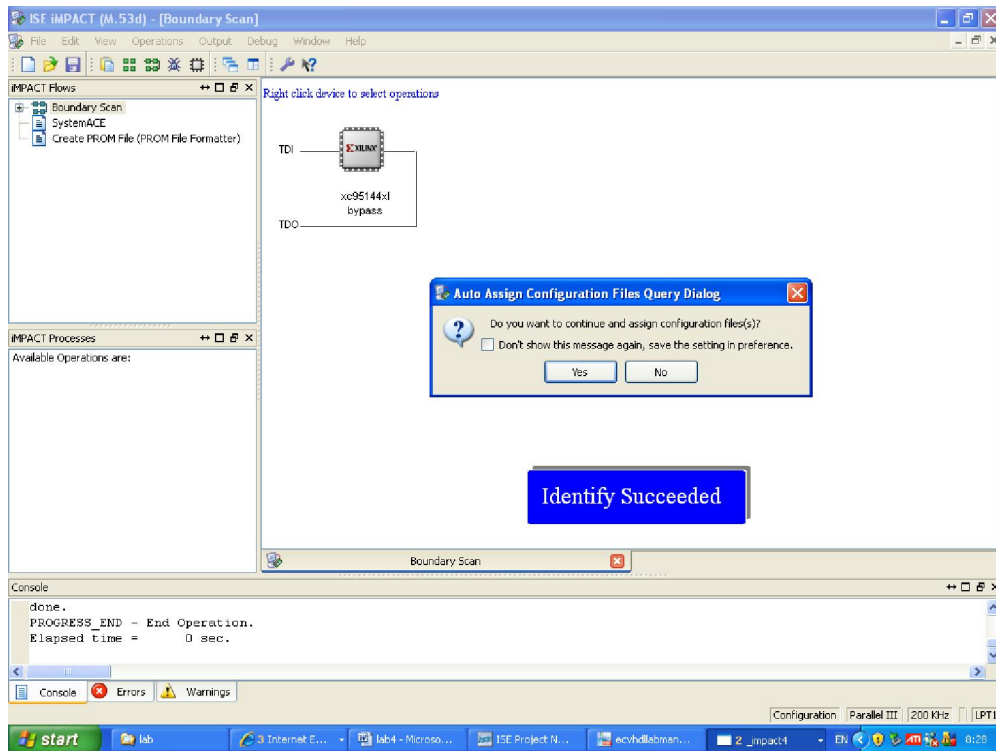 ISE iMPACT (M.53d) - [Boundary Scan]
File Edit View Operations Output Debug Window Help
iMPACT Flows
Boundary Scan
SystemACE
Create PROM File (PROM File Formatter)
Right click device to select operations
TDI
XILINX
xc95144xl
bypass
TDO
Auto Assign Configuration Files Query Dialog
Do you want to continue and assign configuration files(s)?
Don't show this message again, save the setting in preference.
Yes No
iMPACT Processes
Available Operations are:
Identify Succeeded
Boundary Scan
Console
done.
PROGRESS_END - End Operation.
Elapsed time = 0 sec.
Console Errors Warnings
Configuration Parallel III 200 KHz LPT1
start lab 3 Internet E... lab4 - Microso... ISE Project N... ecvhdllabman... 2 _impact4 EN 8:28